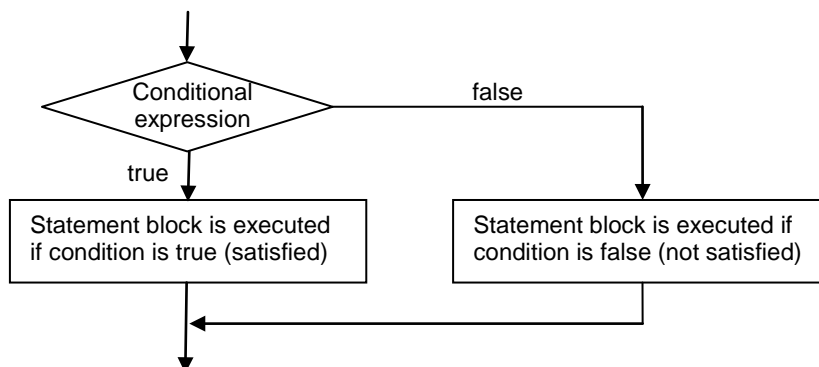 Conditional
expression
false
true
Statement block is executed
if condition is true (satisfied)
Statement block is executed if
condition is false (not satisfied)